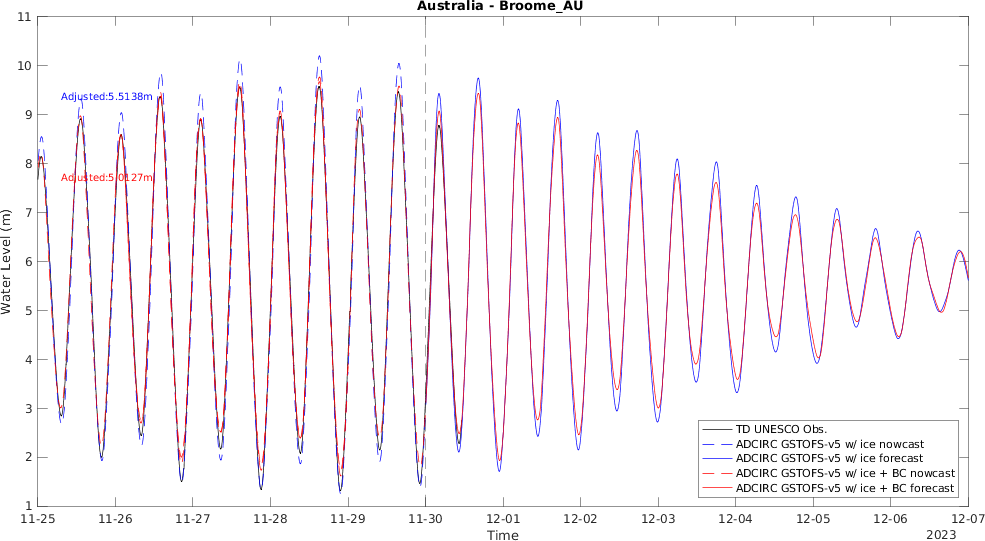 Australia - Broome_AU
Water Level (m)
11
10
9
8
7
6
5
4
3
2
1
Adjusted:5.5138m
Adjusted:5.0127m
TD UNESCO Obs.
ADCIRC GSTOFS-v5 w/ ice nowcast
ADCIRC GSTOFS-v5 w/ ice forecast
ADCIRC GSTOFS-v5 w/ ice + BC nowcast
ADCIRC GSTOFS-v5 w/ ice + BC forecast
11-25 11-26 11-27 11-28 11-29 11-30 12-01 12-02 12-03 12-04 12-05 12-06 12-07
Time
2023